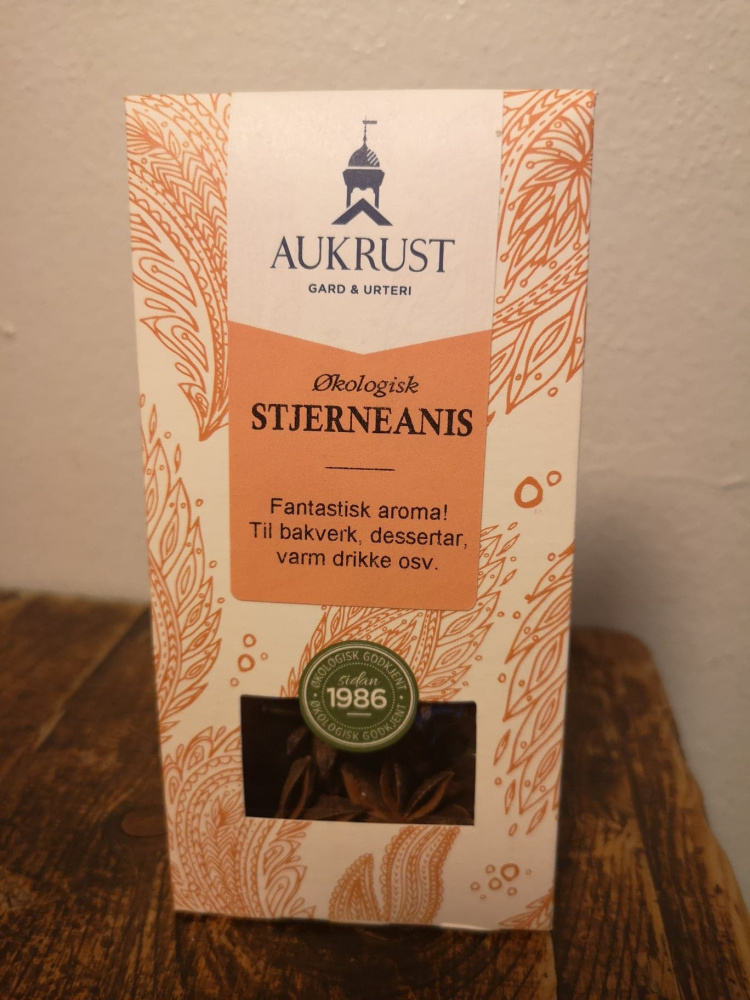 AUKRUST
GARD & URTERI
Økologisk
STJERNEANIS
Fantastisk aroma!
Til bakverk, dessertar,
varm drikke osv.
ØKOLOGISK GODKJENT
sidan
1986
ØKOLOGISK GODKJENT